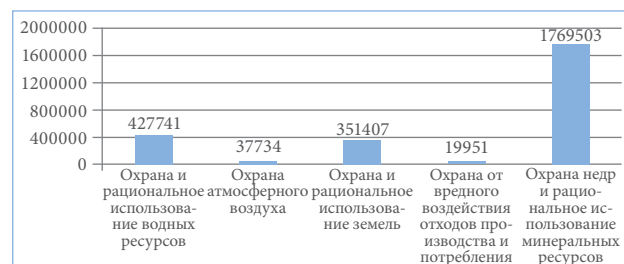 2000000
1600000
1200000
800000
400000
0
427741
37734
351407
19951
1769503
Охрана и
рациональное
использова-
ние водных
ресурсов
Охрана
атмосферного
воздуха
Охрана и
рациональное
использова-
ние земель
Охрана от
вредного
воздействия
отходов про-
изводства и
потребления
Охрана недр
и рацио-
нальное ис-
пользование
минеральных
ресурсов